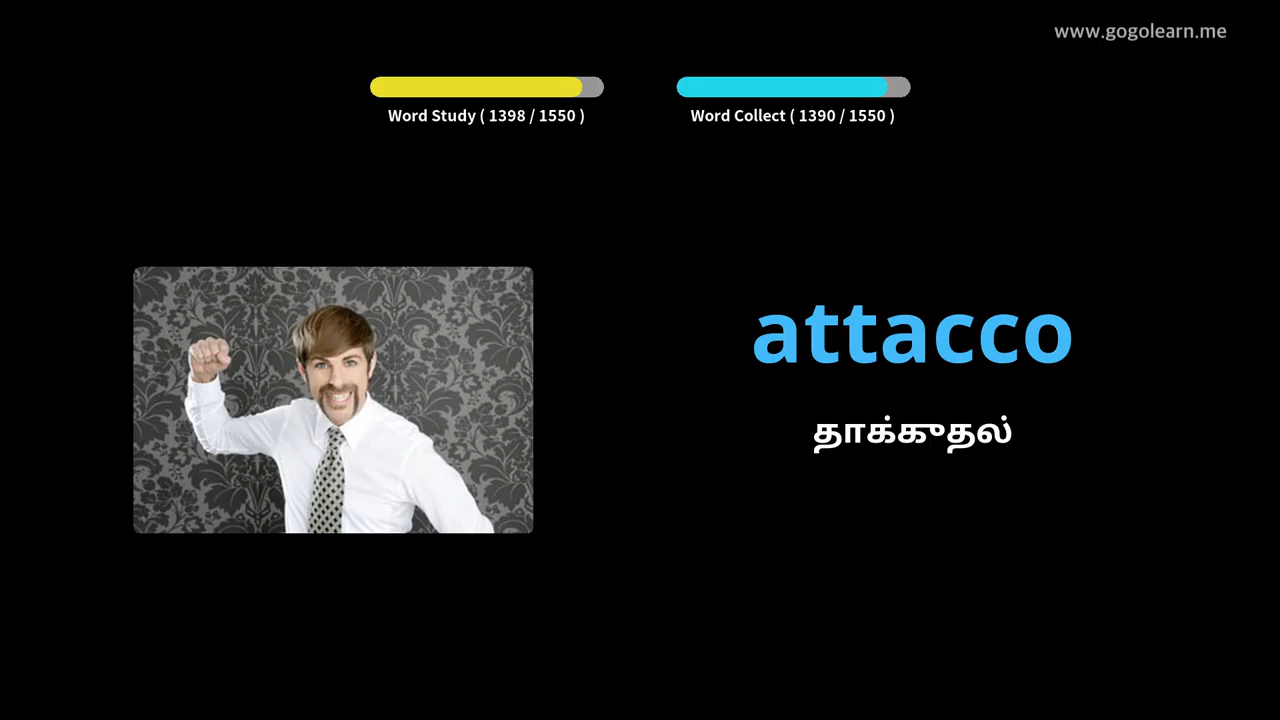 www.gogolearn.me
Word Study ( 1398 / 1550 )
Word Collect ( 1390 / 1550 )
attacco
தாக்குதல்